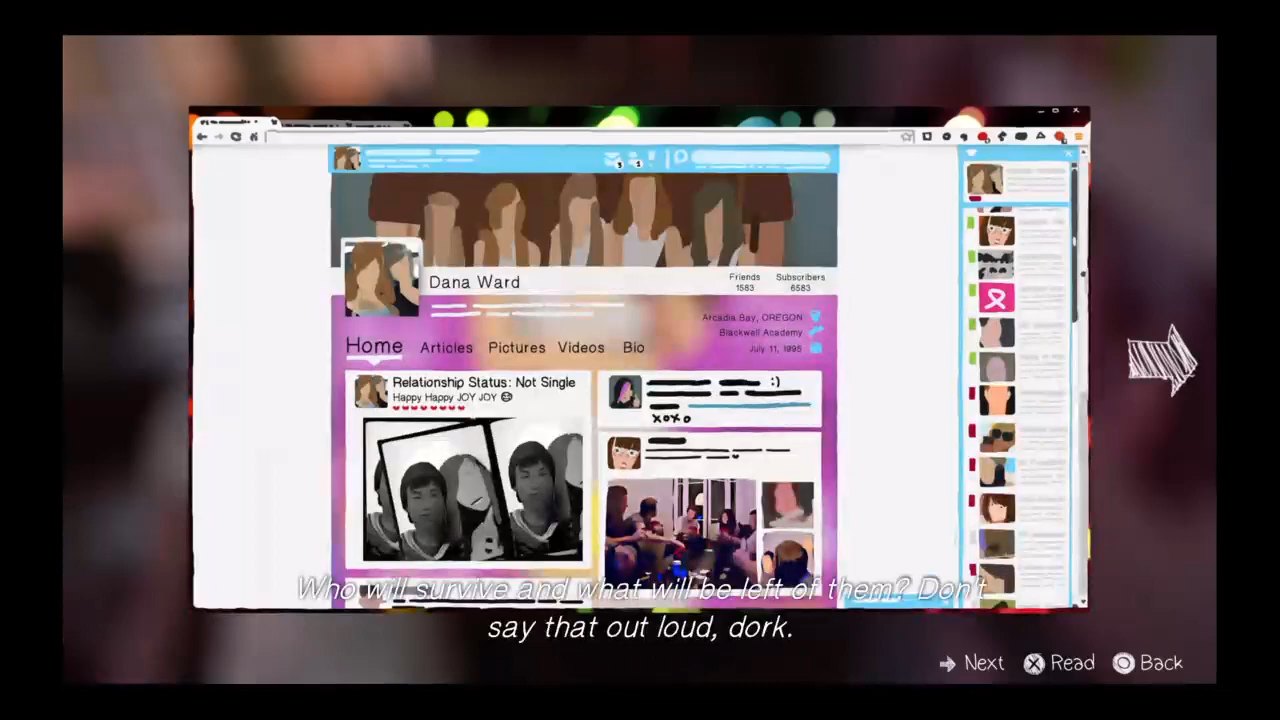 Dana Ward
Friends
1583
Subscribers
6583
Arcadia Bay, OREGON
Blackwell Academy
July 11, 1995
Home
Articles
Pictures
Videos
Bio
Relationship Status: Not Single
Happy Happy JOY JOY
:)
xoxo
Who will survive and what will be left of them? Don't
say that out loud, dork.
Next
Read
Back